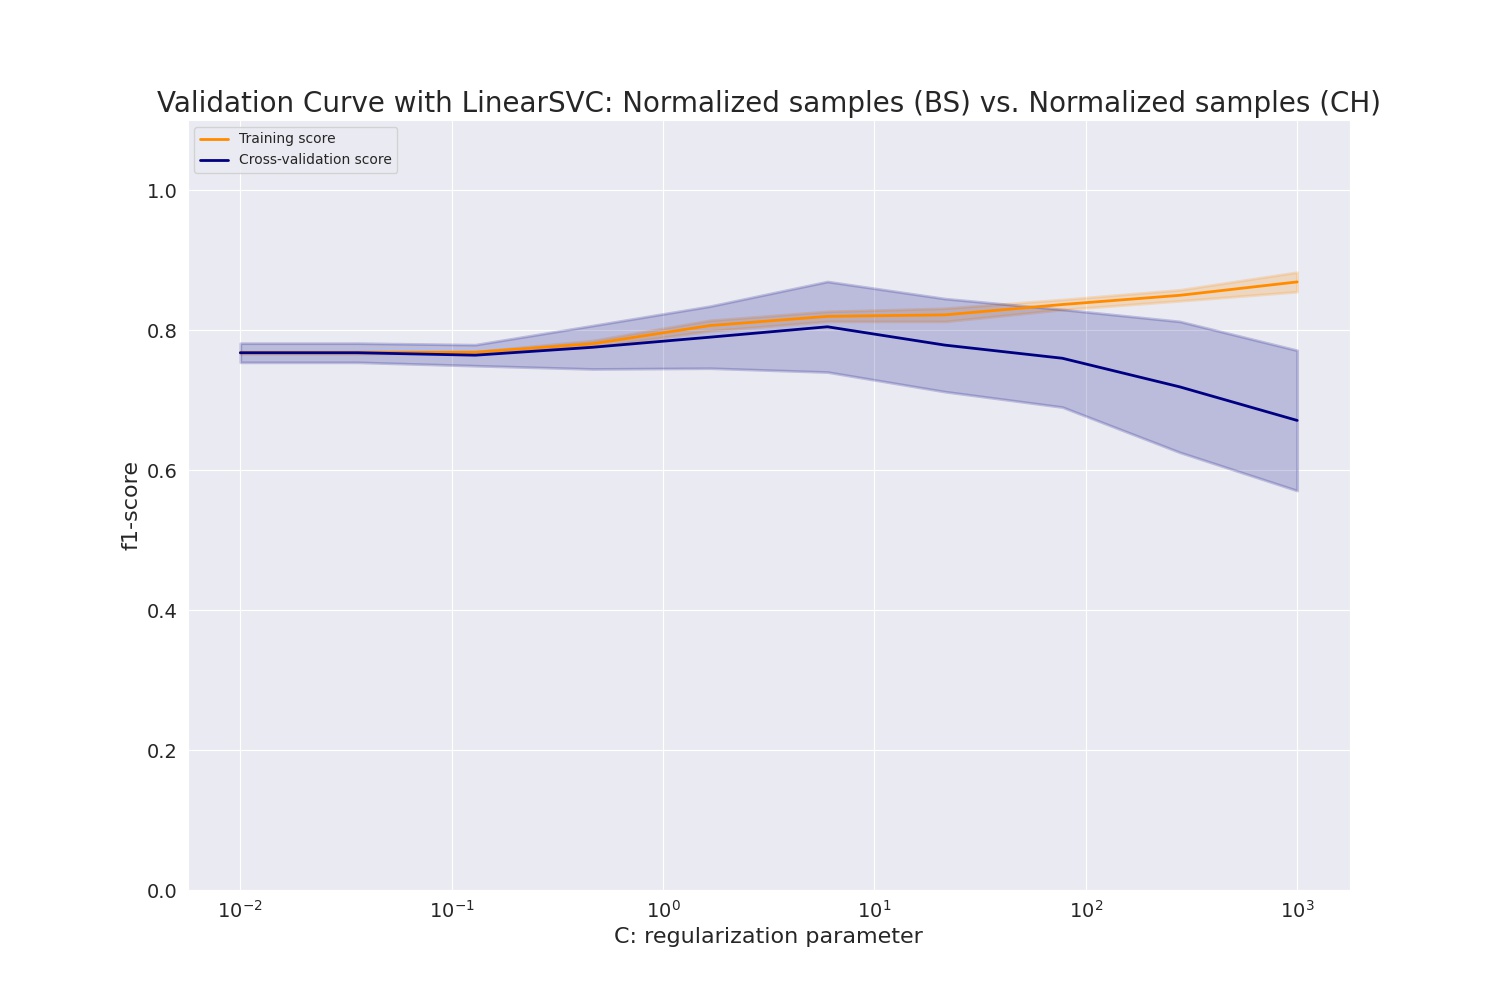 Validation Curve with LinearSVC: Normalized samples (BS) vs. Normalized samples (CH)
Training score
Cross-validation score
f1-score
1.0
0.8
0.6
0.4
0.2
0.0
10⁻² 10⁻¹ 10⁰ 10¹ 10² 10³
C: regularization parameter